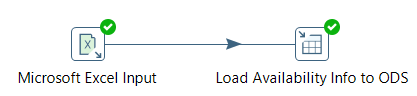 Microsoft Excel Input
Load Availability Info to ODS